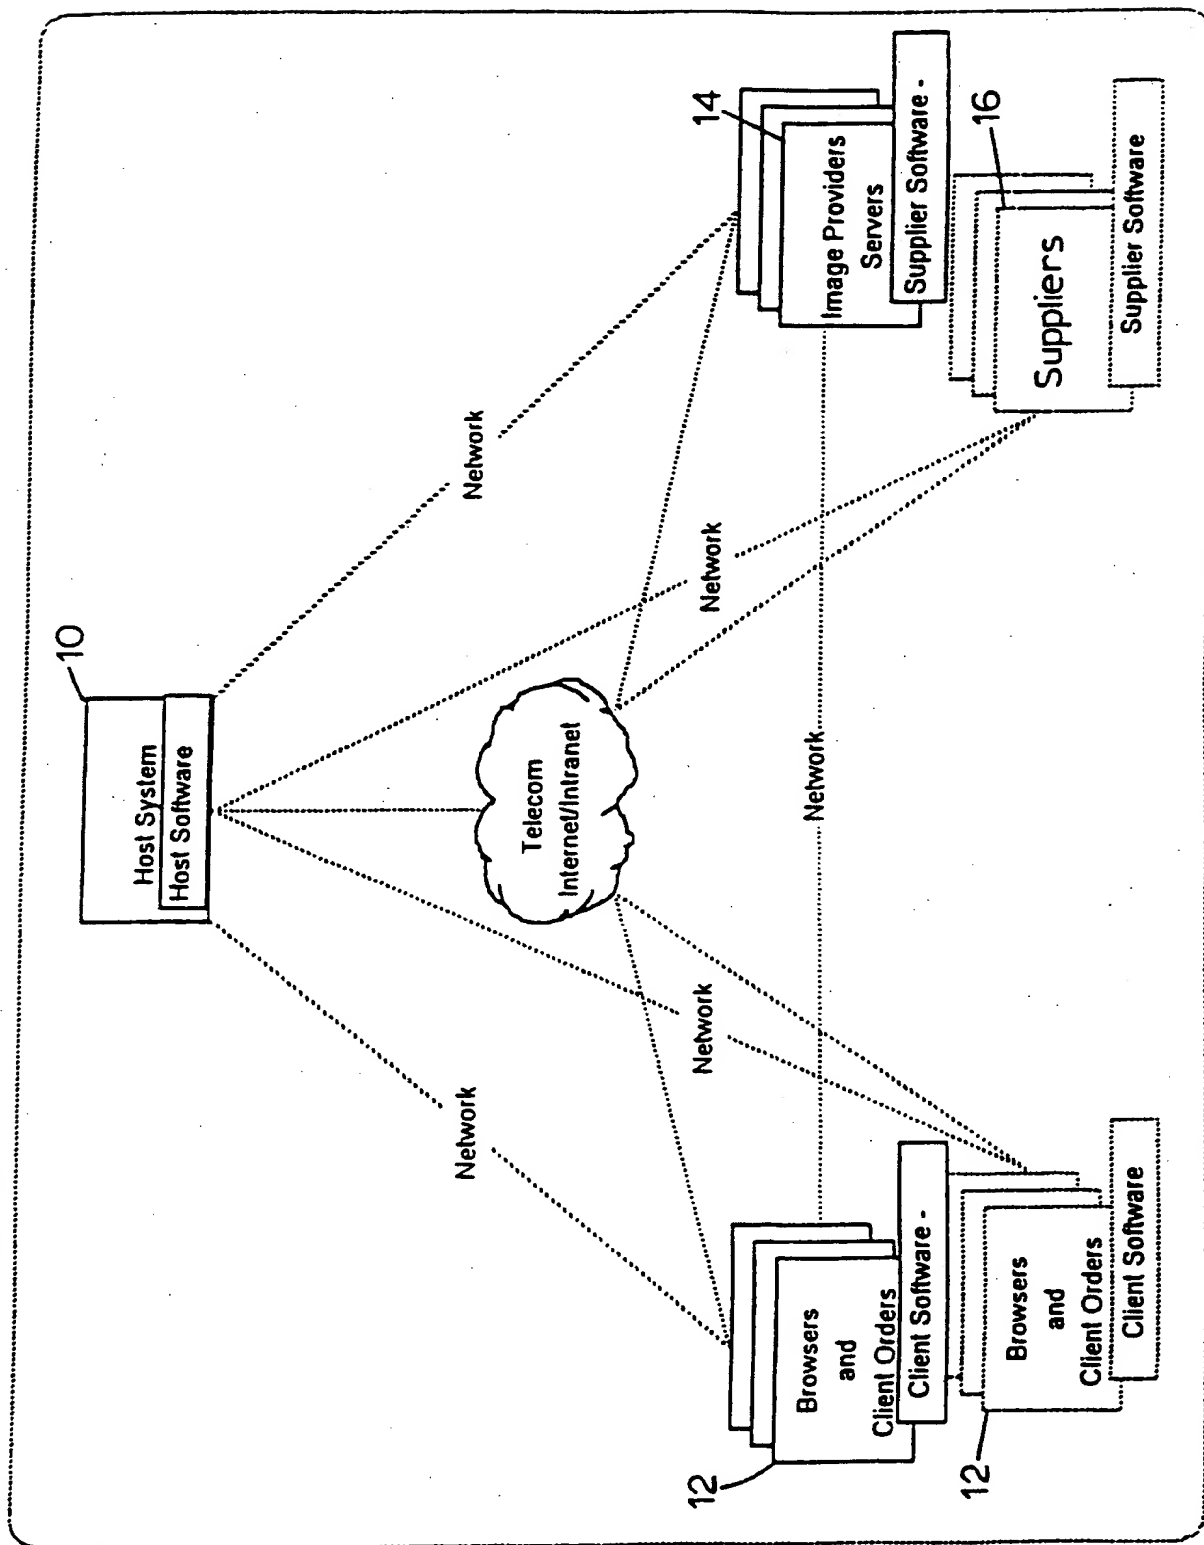 10
Host System
Host Software
Network
Network
Telecom
Internet/Intranet
Network
Network
Network
12
Browsers
and
Client Orders
Client Software -
14
Image Providers
Servers
Supplier Software -
12
Browsers
and
Client Orders
Client Software
16
Suppliers
Supplier Software